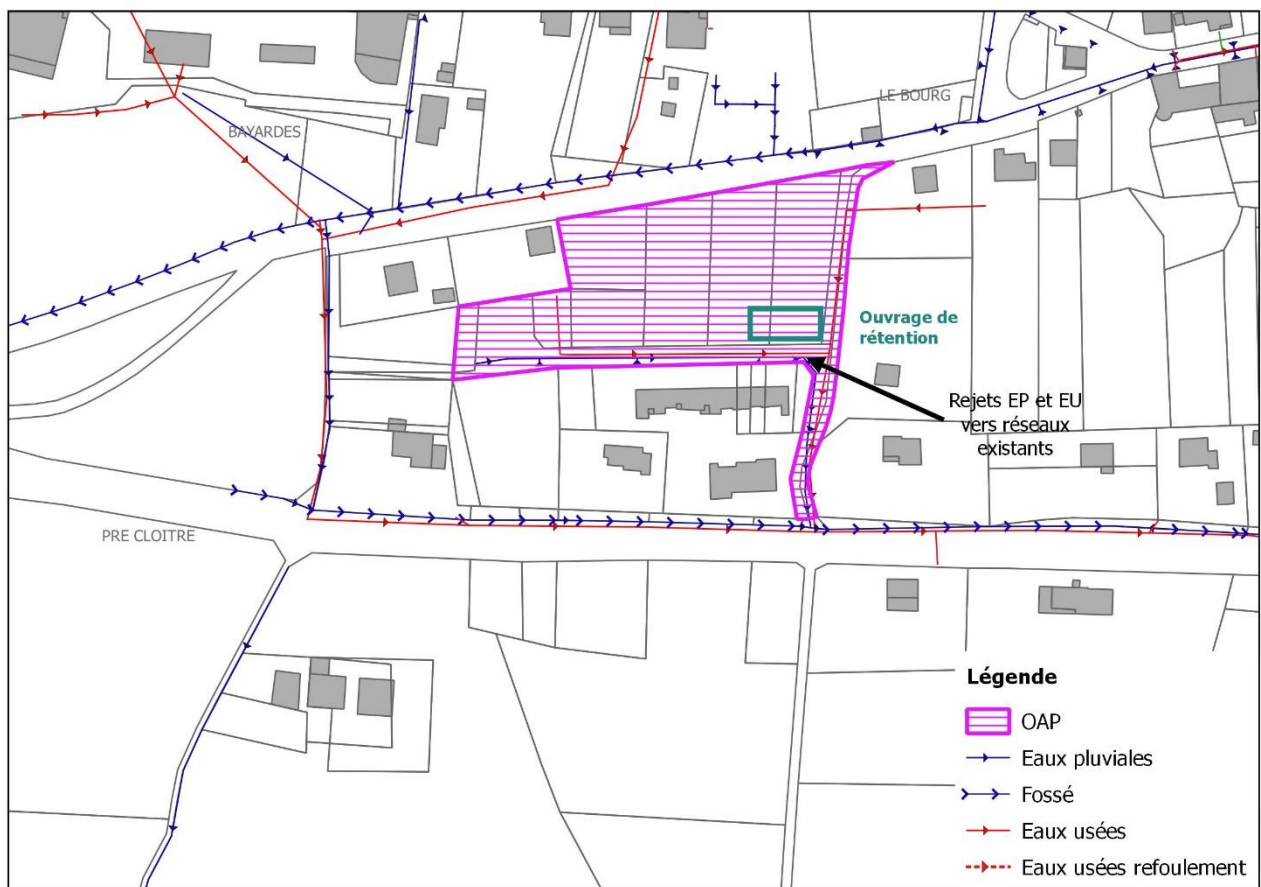 LE BOURG
BAYARDES
Ouvrage de
rétention
Rejets EP et EU
vers réseaux
existants
PRE CLOITRE
Légende
OAP
Eaux pluviales
Fossé
Eaux usées
Eaux usées refoulement